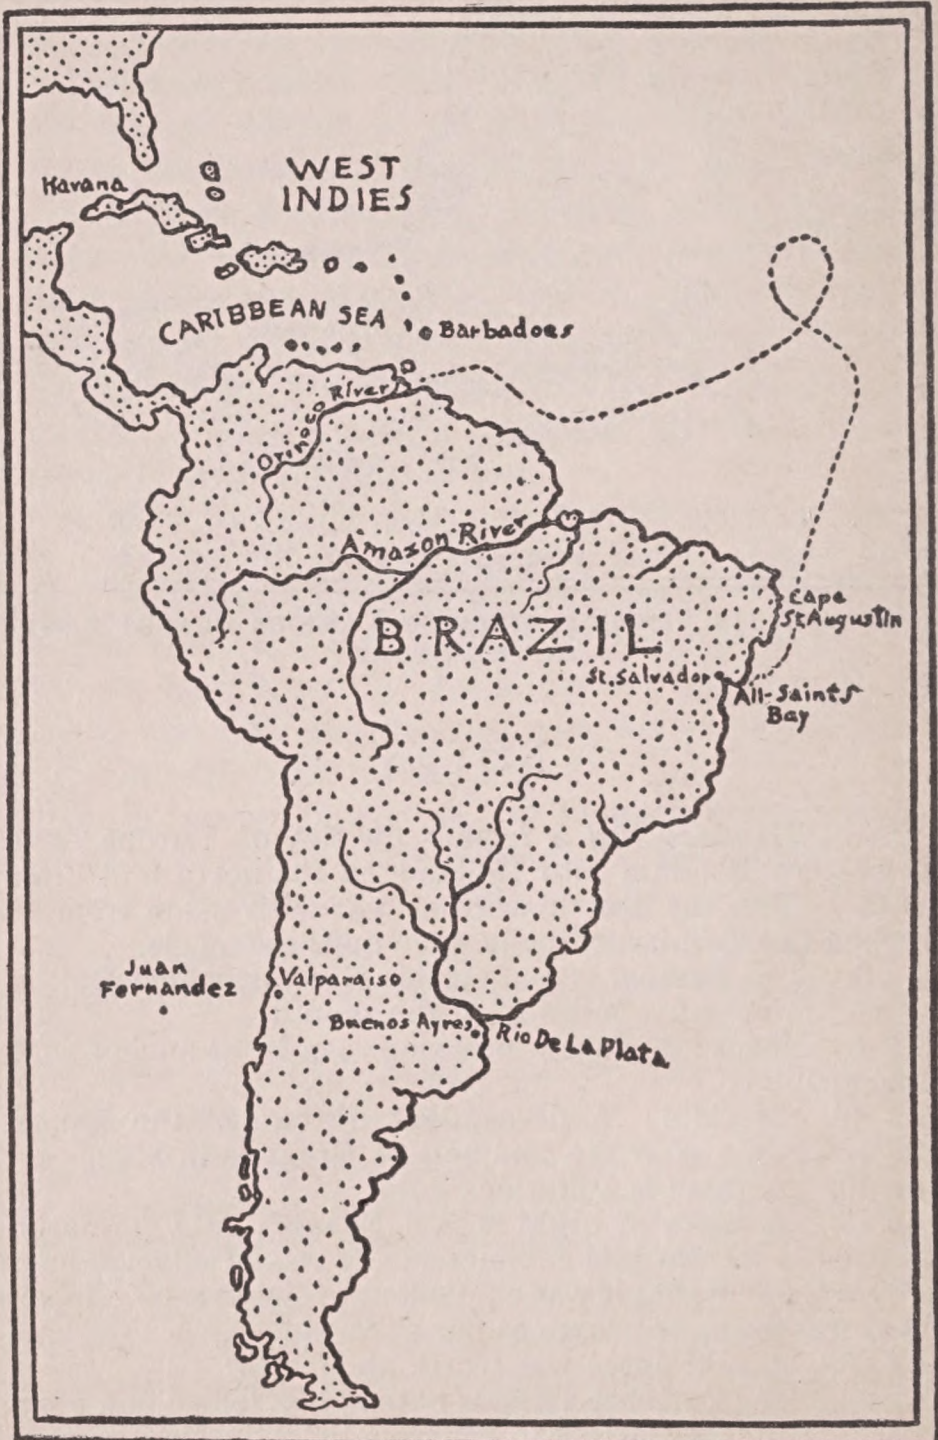 WEST
INDIES
Havana
CARIBBEAN SEA
Barbadoes
Orinoco River
Amazon River
BRAZIL
Cape
St. Augustin
St. Salvador
All-Saints
Bay
Juan
Fernandez
Valparaiso
Buenos Ayres
Rio De La Plata